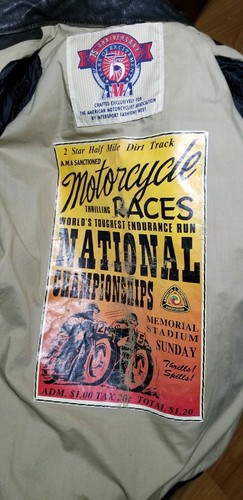 75 ANNIVERSARY
CRAFTED EXCLUSIVELY FOR
THE AMERICAN MOTORCYCLIST ASSOCIATION
BY INTERSPORT FASHIONS WEST
2 Star Half Mile Dirt Track
A.M.A SANCTIONED
Motorcycle
THRILLING RACES
WORLD'S TOUGHEST ENDURANCE RUN
NATIONAL
CHAMPIONSHIPS
MEMORIAL
STADIUM
SUNDAY
Thrills!
Spills!
ADM. $1.00 TAX 20¢ TOTAL $1.20